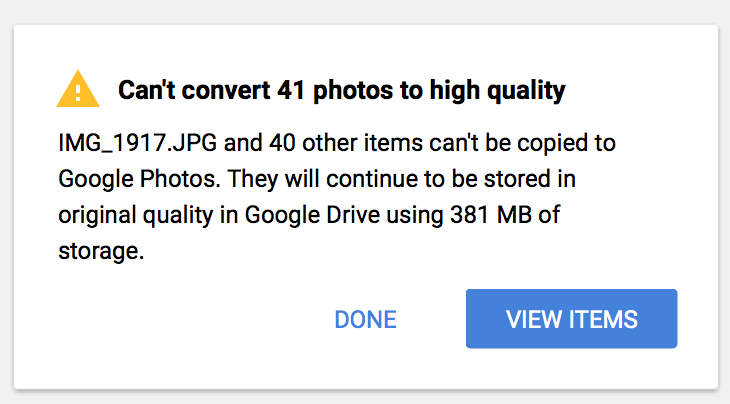 Can't convert 41 photos to high quality
IMG_1917.JPG and 40 other items can't be copied to
Google Photos. They will continue to be stored in
original quality in Google Drive using 381 MB of
storage.
DONE
VIEW ITEMS